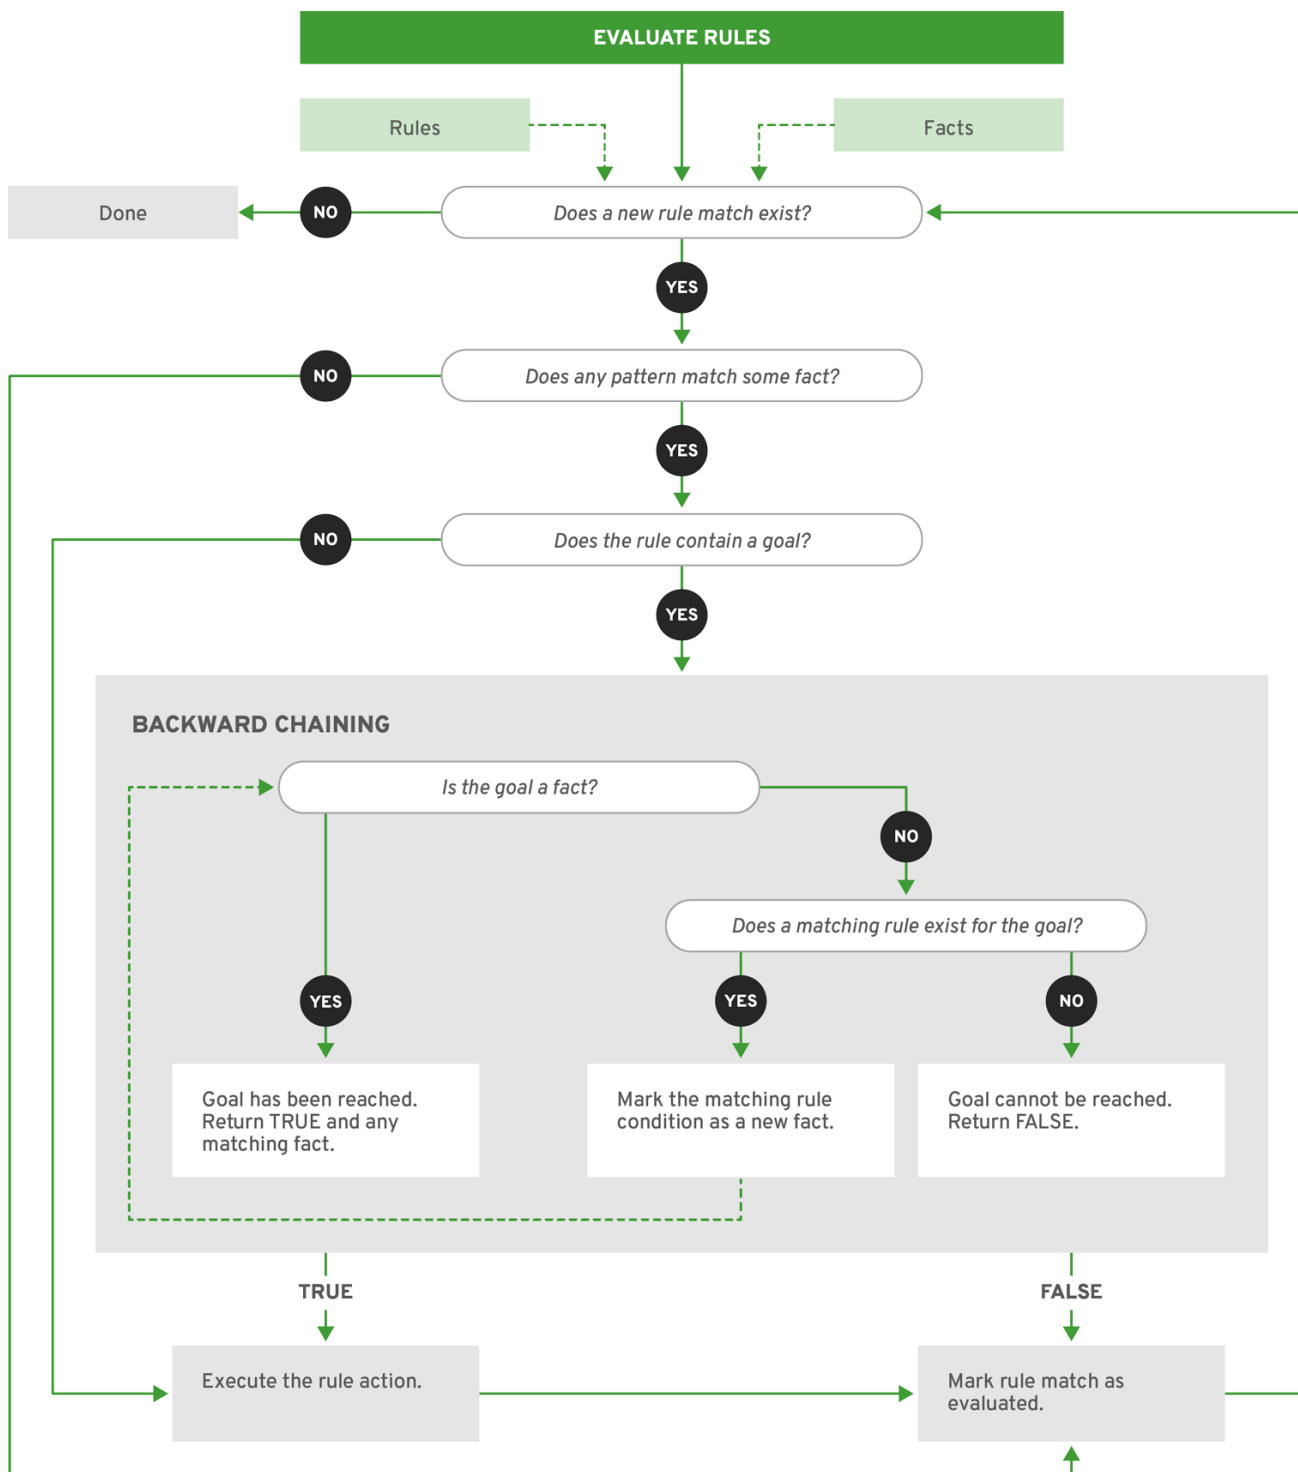 EVALUATE RULES
Rules
Facts
Done
NO
Does a new rule match exist?
YES
NO
Does any pattern match some fact?
YES
NO
Does the rule contain a goal?
YES
BACKWARD CHAINING
Is the goal a fact?
NO
Does a matching rule exist for the goal?
YES
YES
NO
Goal has been reached.
Return TRUE and any
matching fact.
Mark the matching rule
condition as a new fact.
Goal cannot be reached.
Return FALSE.
TRUE
FALSE
Execute the rule action.
Mark rule match as
evaluated.